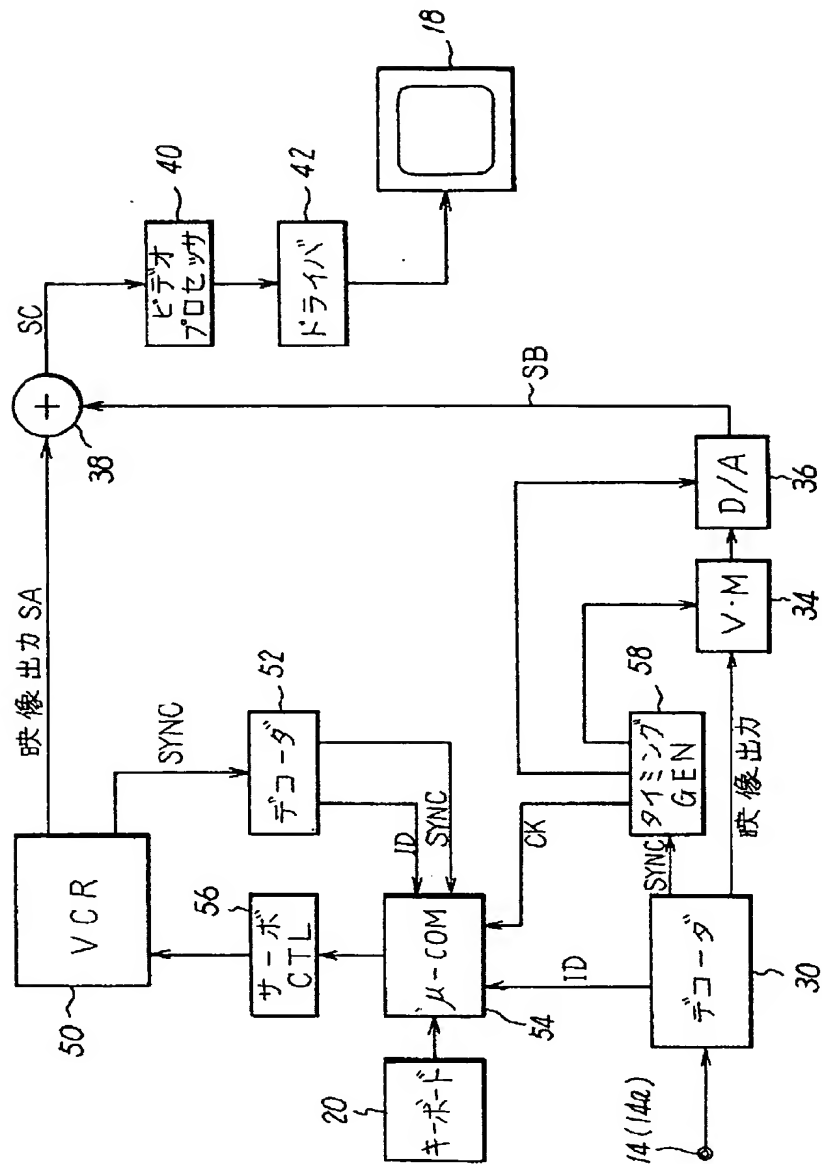 VCR
50
映像出力 SA
SYNC
38
+
SC
ビデオ
プロセッサ
40
ドライバ
42
18
デコーダ
52
ID
SYNC
サーボ
CTL
56
μ-COM
54
キーボード
20
CK
ID
SB
タイミング
GEN
58
SYNC
V・M
34
D/A
36
映像出力
デコーダ
30
14(14a)